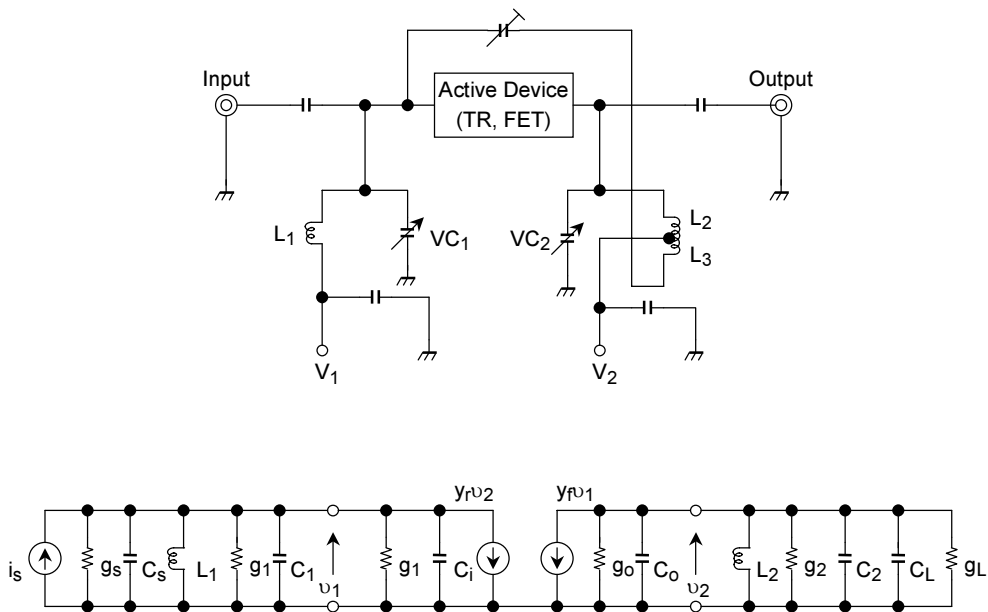 Input
Active Device
(TR, FET)
Output
L1
VC1
VC2
L2
L3
V1
V2
yrυ2
yfυ1
is
gs
Cs
L1
g1
C1
υ1
g1
Ci
go
Co
υ2
L2
g2
C2
CL
gL